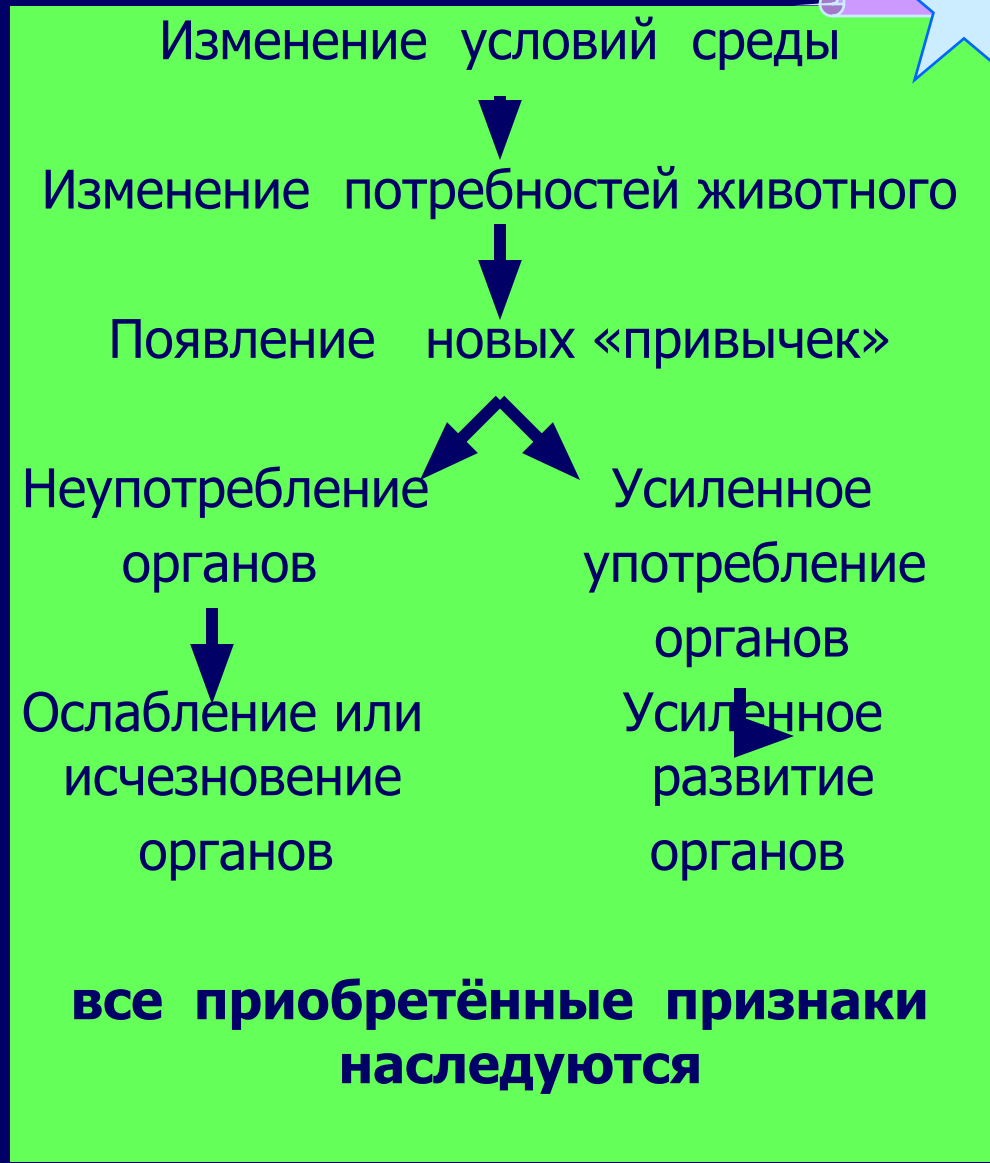 Изменение условий среды
Изменение потребностей животного
Появление новых «привычек»
Неупотребление
органов
Усиленное
употребление
органов
Ослабление или
исчезновение
органов
Усиленное
развитие
органов
все приобретённые признаки
наследуются